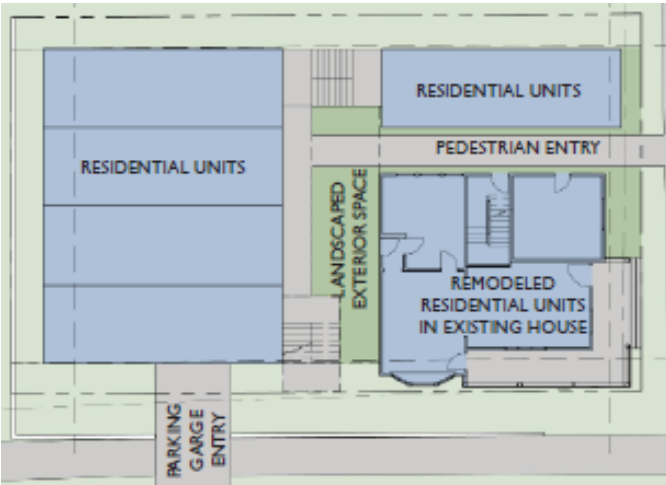 RESIDENTIAL UNITS
PEDESTRIAN ENTRY
RESIDENTIAL UNITS
LANDSCAPED
EXTERIOR SPACE
REMODELED
RESIDENTIAL UNITS
IN EXISTING HOUSE
PARKING
GARGE
ENTRY